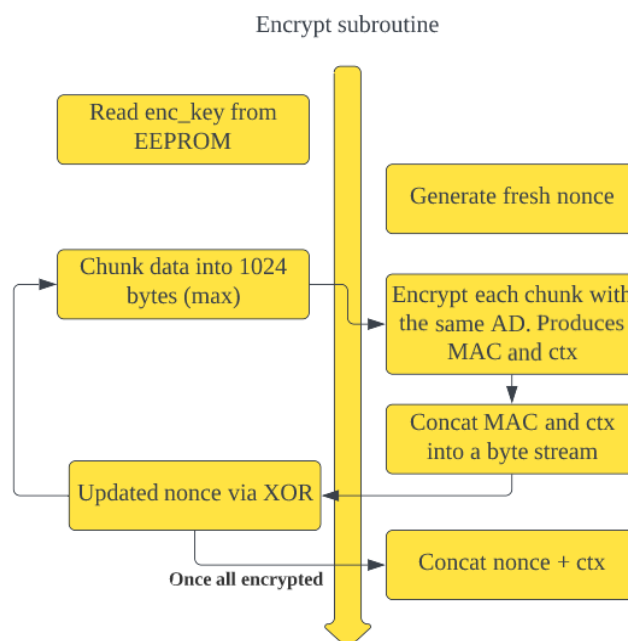 Encrypt subroutine
Read enc_key from
EEPROM
Generate fresh nonce
Chunk data into 1024
bytes (max)
Encrypt each chunk with
the same AD. Produces
MAC and ctx
Concat MAC and ctx
into a byte stream
Updated nonce via XOR
Once all encrypted
Concat nonce + ctx